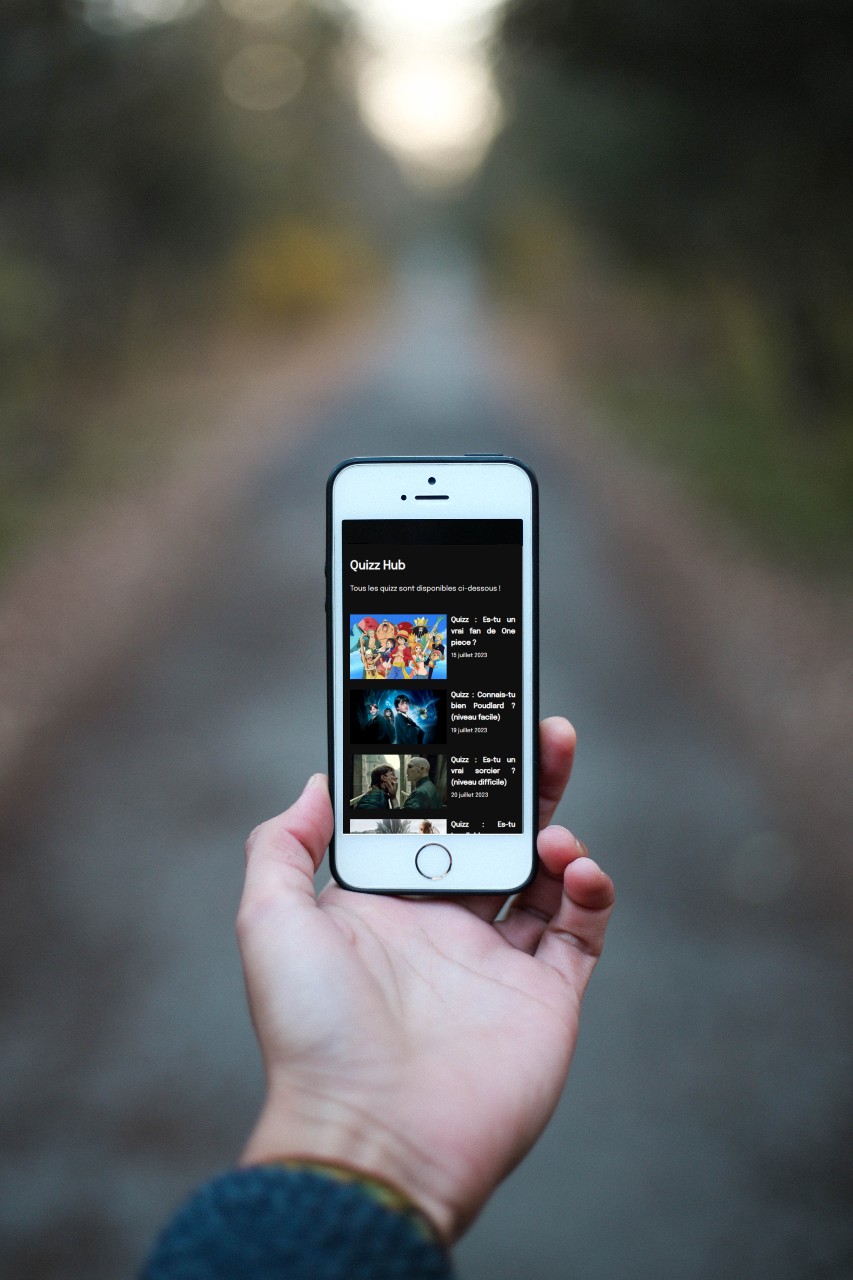 Quizz Hub
Tous les quizz sont disponibles ci-dessous !
Quizz : Es-tu un
vrai fan de One
piece ?
15 juillet 2023
Quizz : Connais-tu
bien Poudlard ?
(niveau facile)
19 juillet 2023
Quizz : Es-tu un
vrai sorcier ?
(niveau difficile)
20 juillet 2023
Quizz : Es-tu